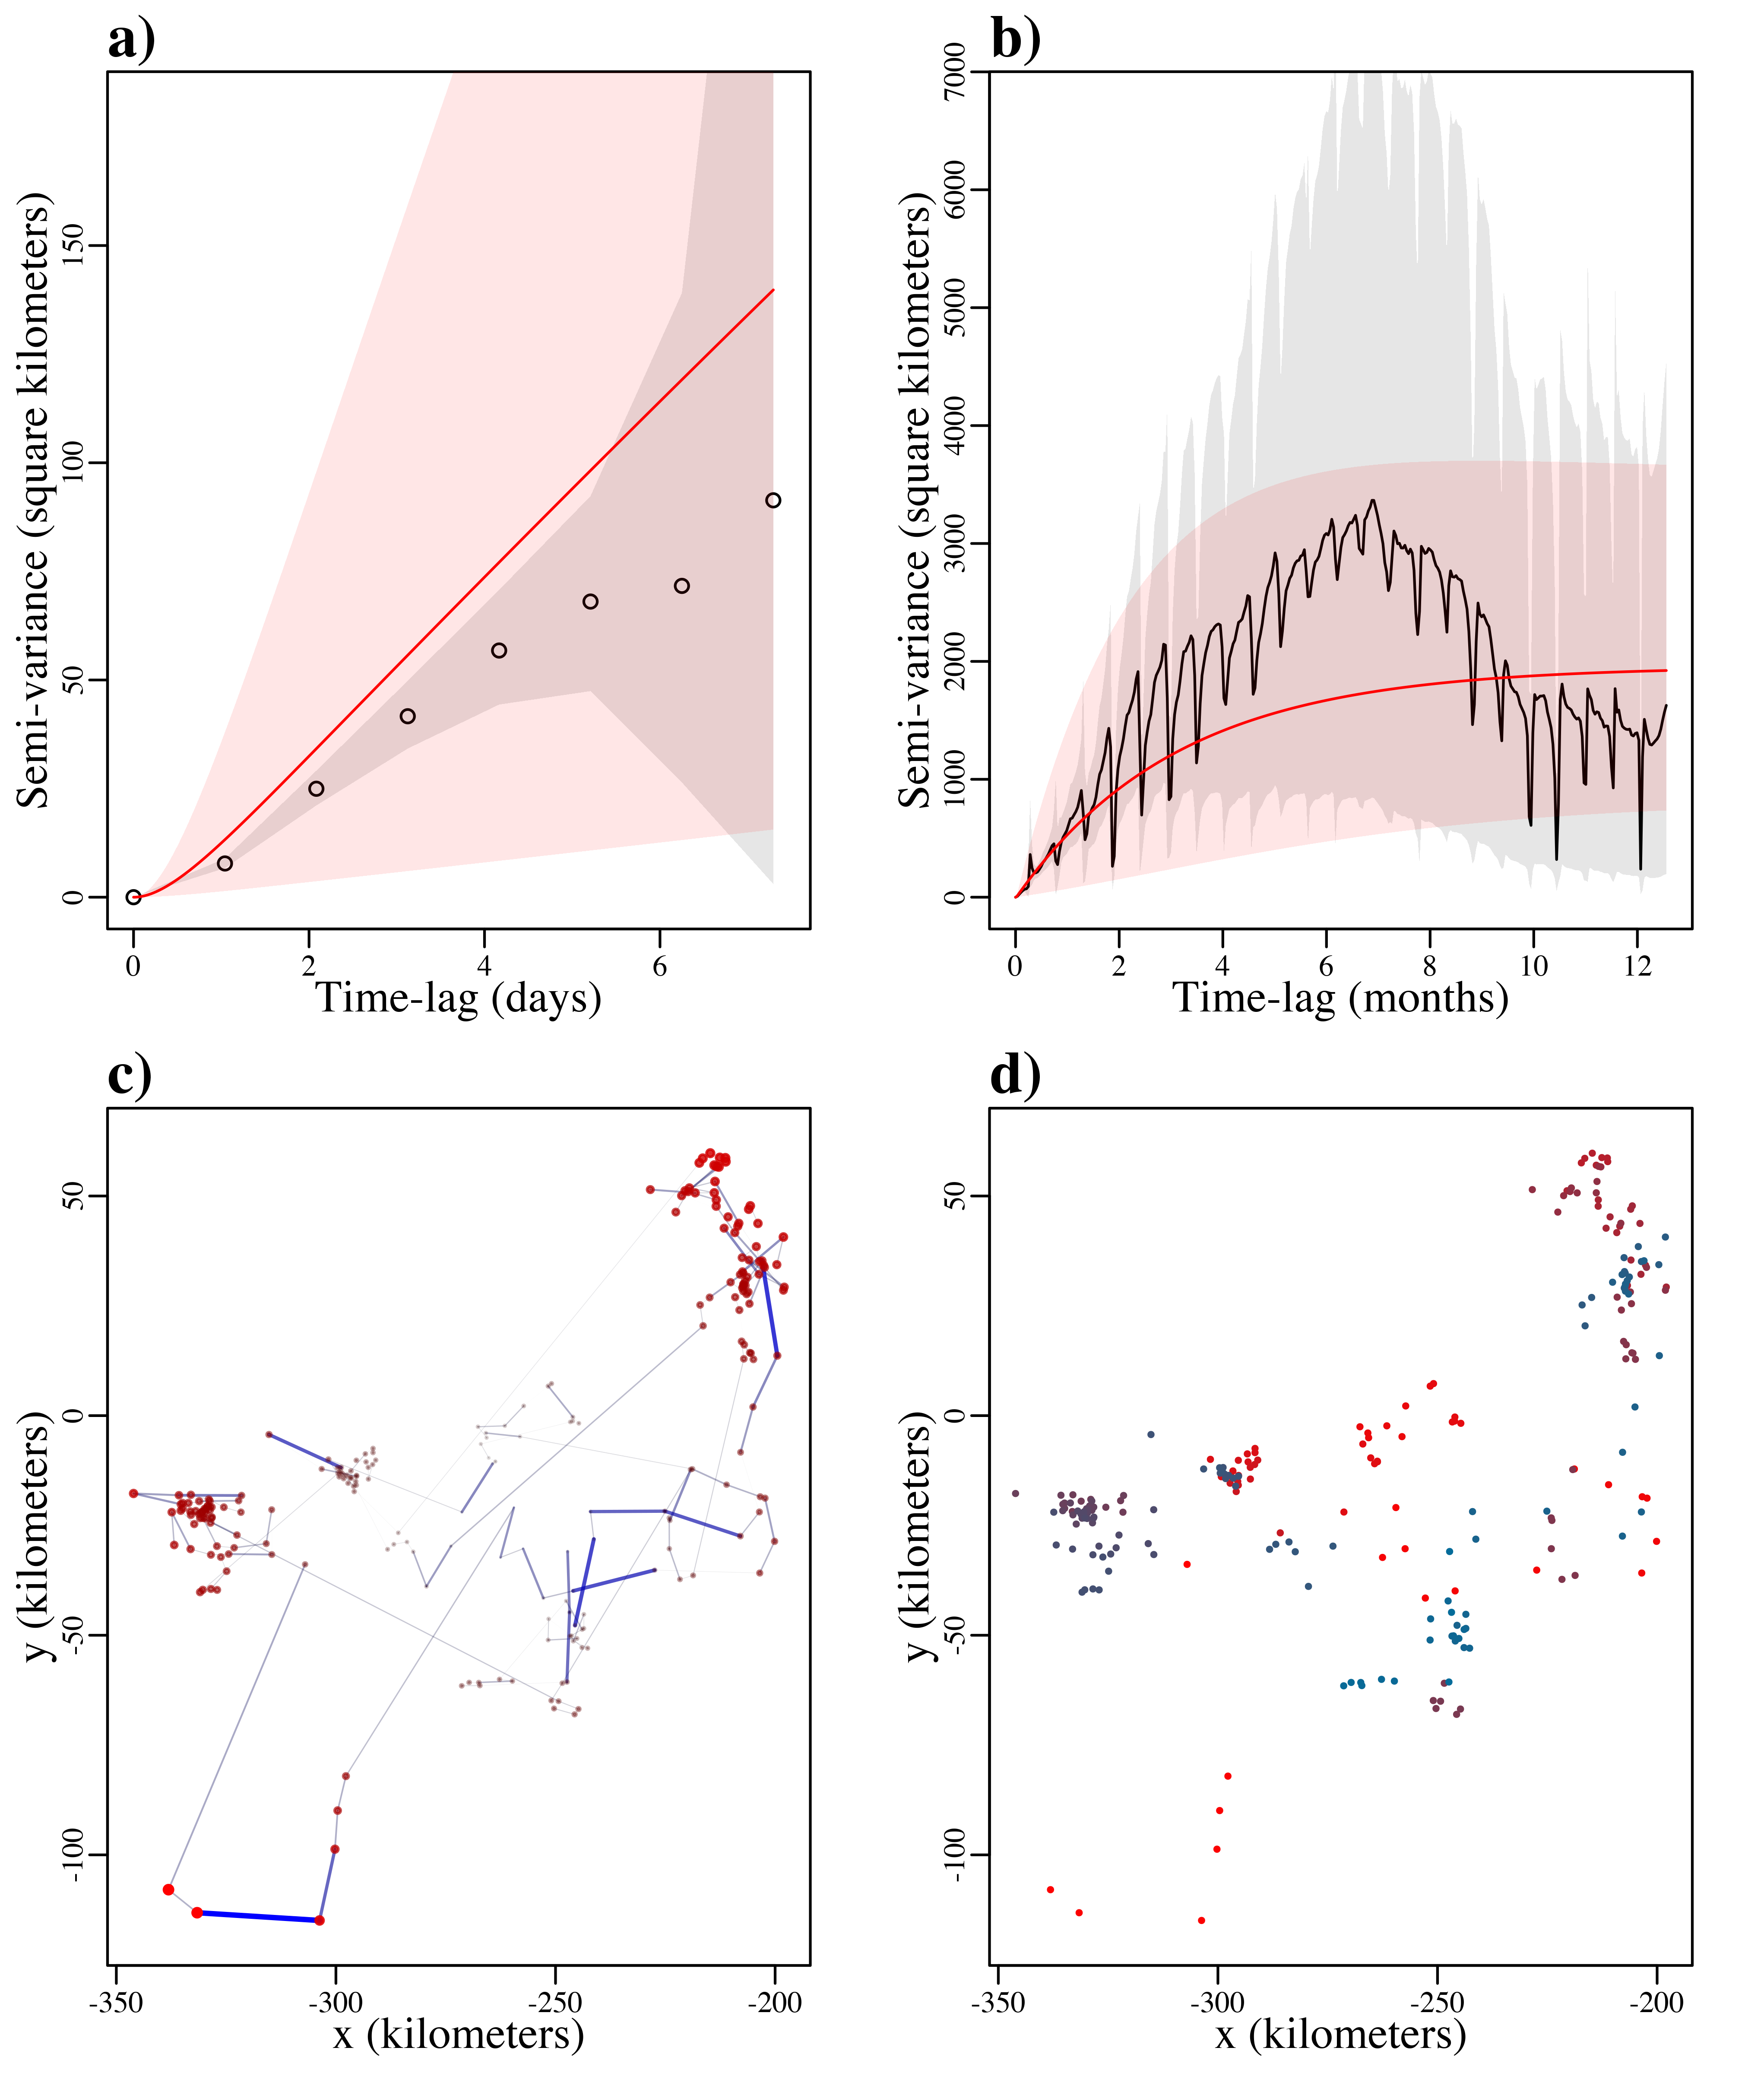 a)
Semi-variance (square kilometers)
0 50 100 150
0 2 4 6
Time-lag (days)
b)
Semi-variance (square kilometers)
0 1000 2000 3000 4000 5000 6000 7000
0 2 4 6 8 10 12
Time-lag (months)
c)
y (kilometers)
-100 -50 0 50
-350 -300 -250 -200
x (kilometers)
d)
y (kilometers)
-100 -50 0 50
-350 -300 -250 -200
x (kilometers)